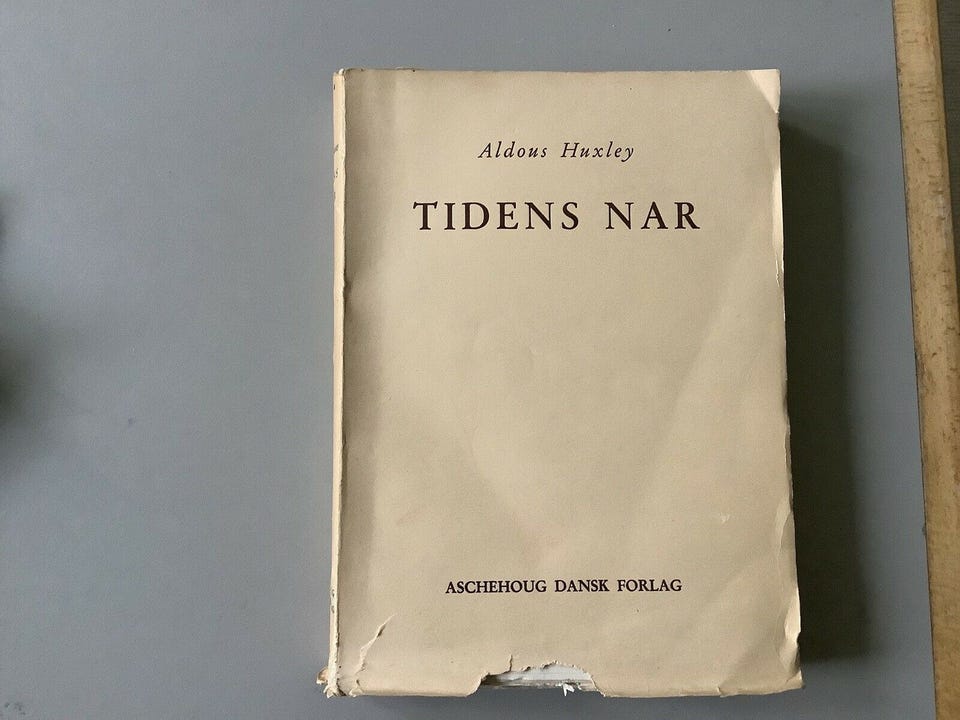 Aldous Huxley
TIDENS NAR
ASCHEHOUG DANSK FORLAG